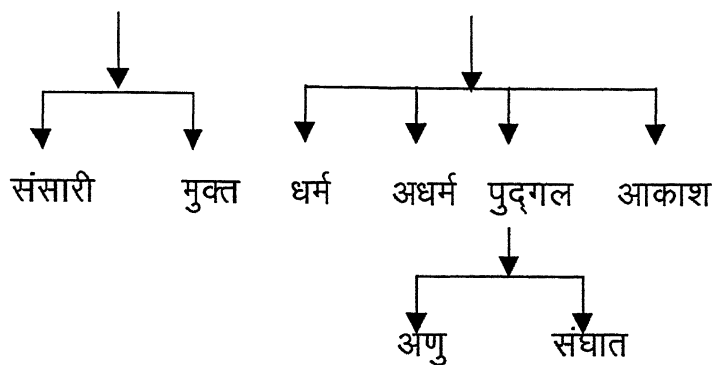 संसारी मुक्त धर्म अधर्म पुद्‌गल आकाश
अणु संघात